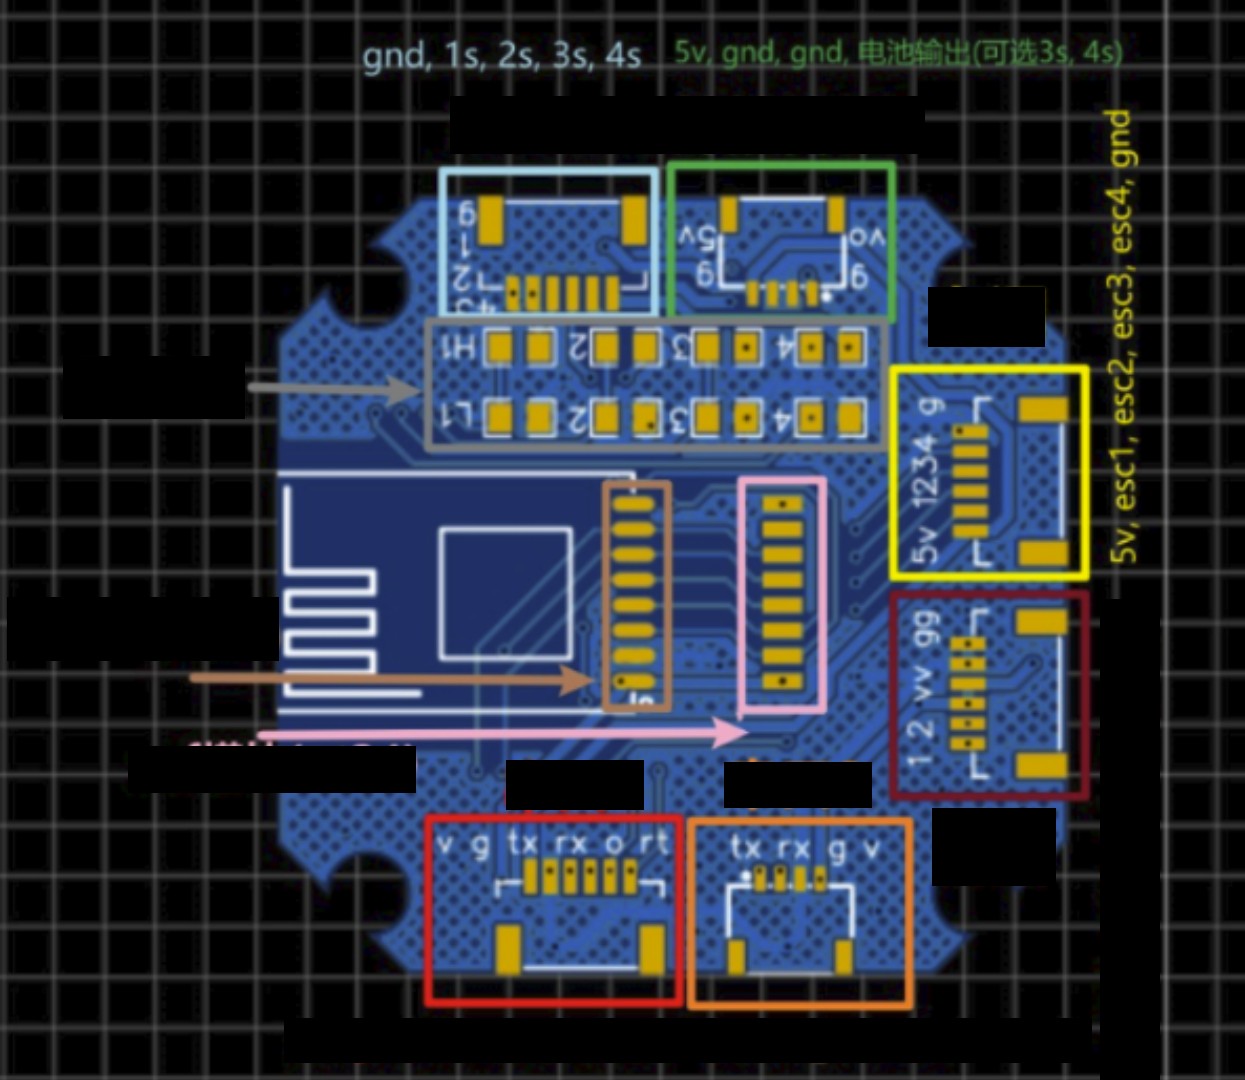 gnd, 1s, 2s, 3s, 4s
5v, gnd, gnd, 电池输出(可选3s, 4s)
5v, esc1, esc2, esc3, esc4, gnd
g
1
2
5v
vo
g
g
H1 2 3 4
L1 2 3 4
5v 1234 g
1 2 vv gg
v g tx rx o rt
tx rx g v